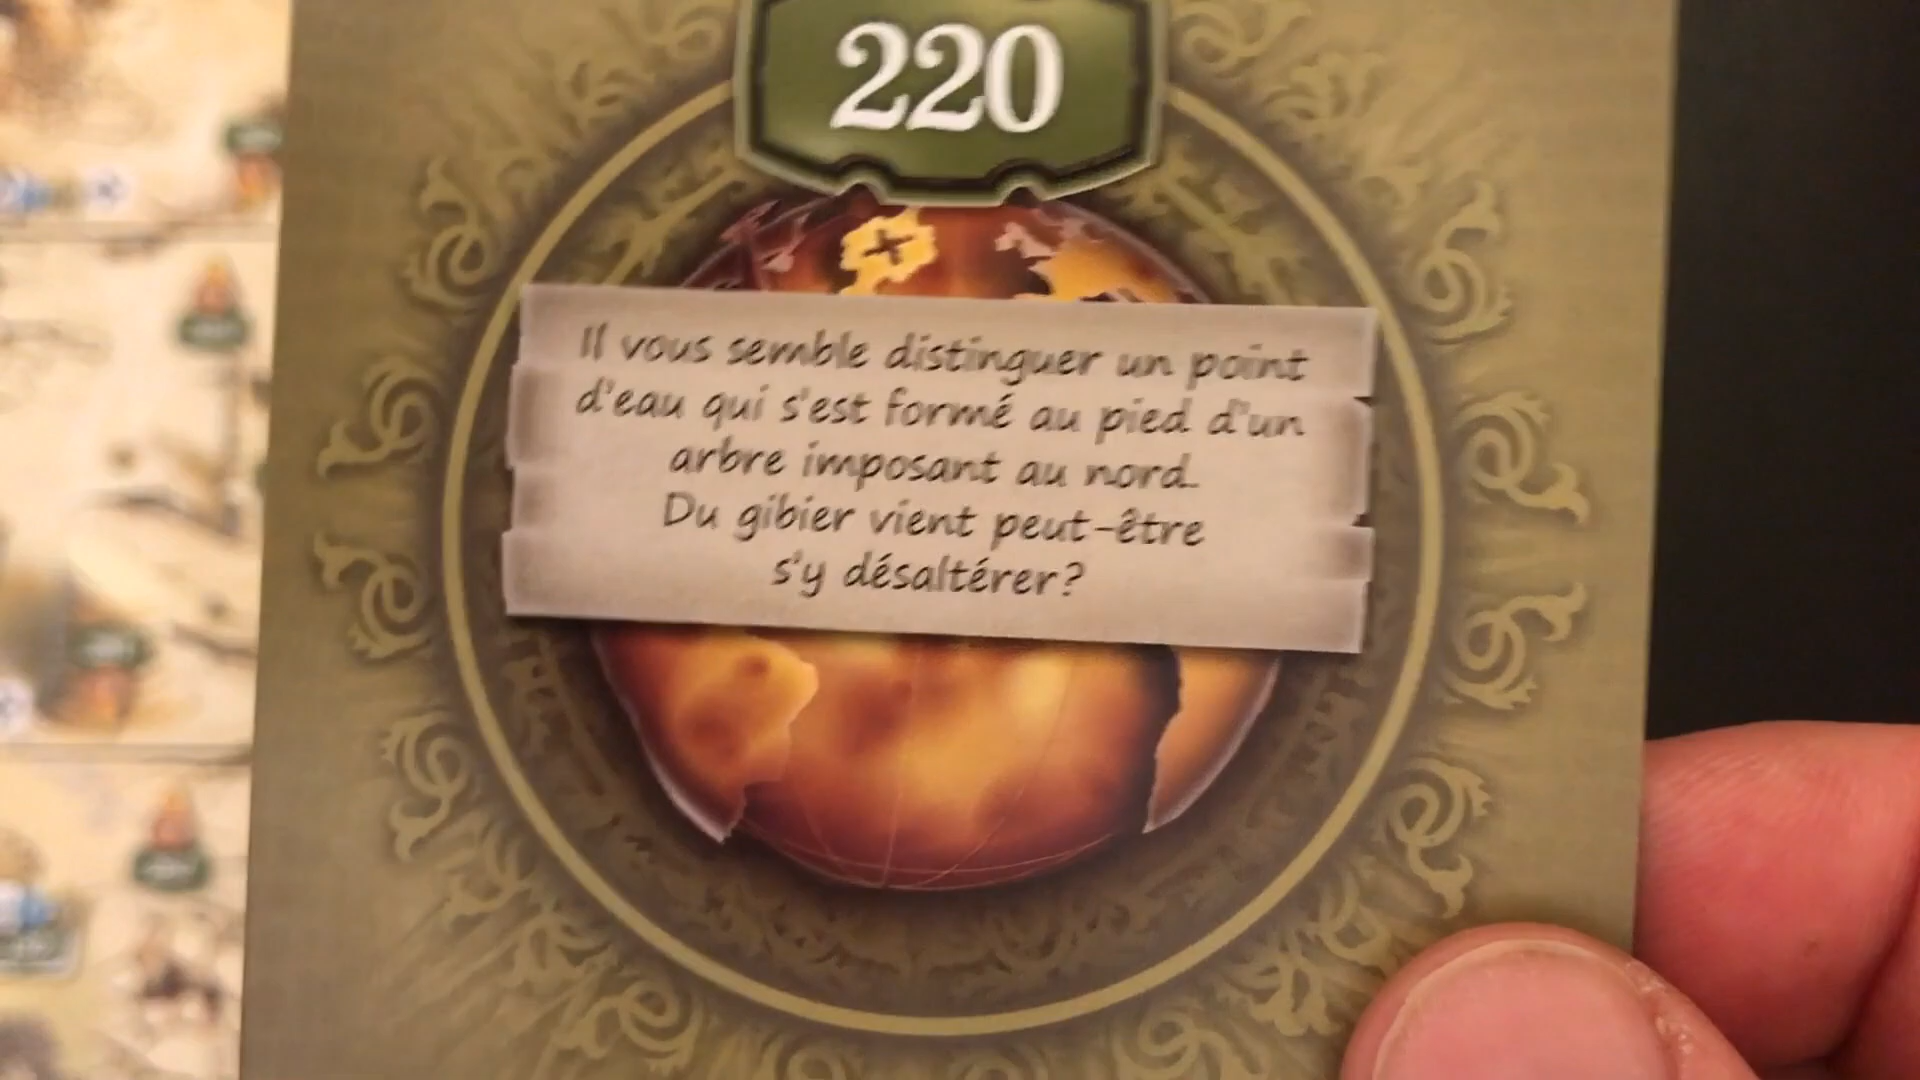 220
Il vous semble distinguer un point
d'eau qui s'est formé au pied d'un
arbre imposant au nord.
Du gibier vient peut-être
s'y désaltérer?